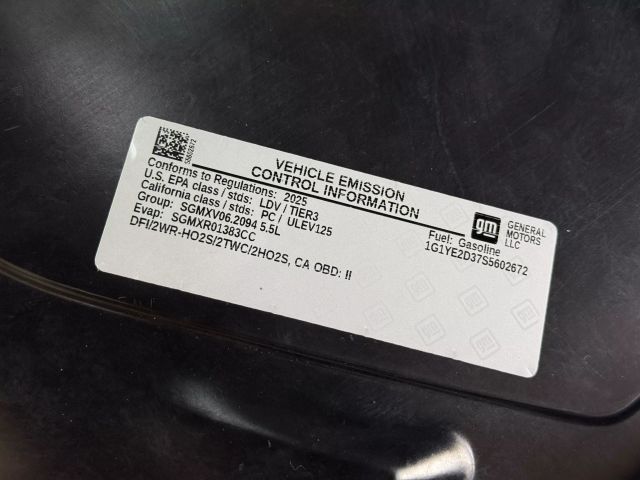 S5602672
VEHICLE EMISSION
CONTROL INFORMATION
Conforms to Regulations: 2025
U.S. EPA class / stds: LDV / TIER3
California class / stds: PC / ULEV125
Group: SGMXV06.2094 5.5L
Evap: SGMXR01383CC
DFI/2WR-HO2S/2TWC/2HO2S, CA OBD: II
gm
GENERAL
MOTORS
LLC
Fuel: Gasoline
1G1YE2D37S5602672